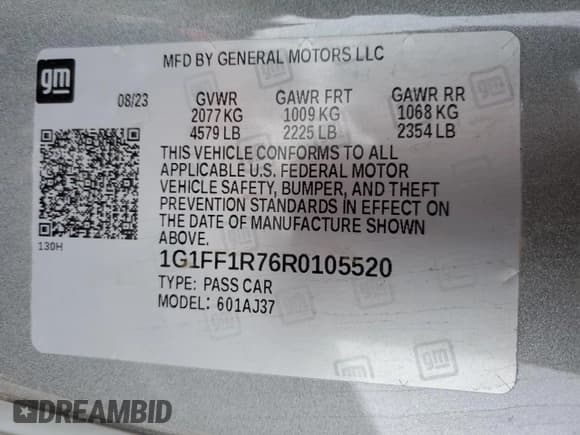 gm
MFD BY GENERAL MOTORS LLC
08/23 GVWR GAWR FRT GAWR RR
2077 KG 1009 KG 1068 KG
4579 LB 2225 LB 2354 LB
THIS VEHICLE CONFORMS TO ALL
APPLICABLE U.S. FEDERAL MOTOR
VEHICLE SAFETY, BUMPER, AND THEFT
PREVENTION STANDARDS IN EFFECT ON
THE DATE OF MANUFACTURE SHOWN
ABOVE.
130H
1G1FF1R76R0105520
TYPE: PASS CAR
MODEL: 601AJ37
gm
DREAMBID